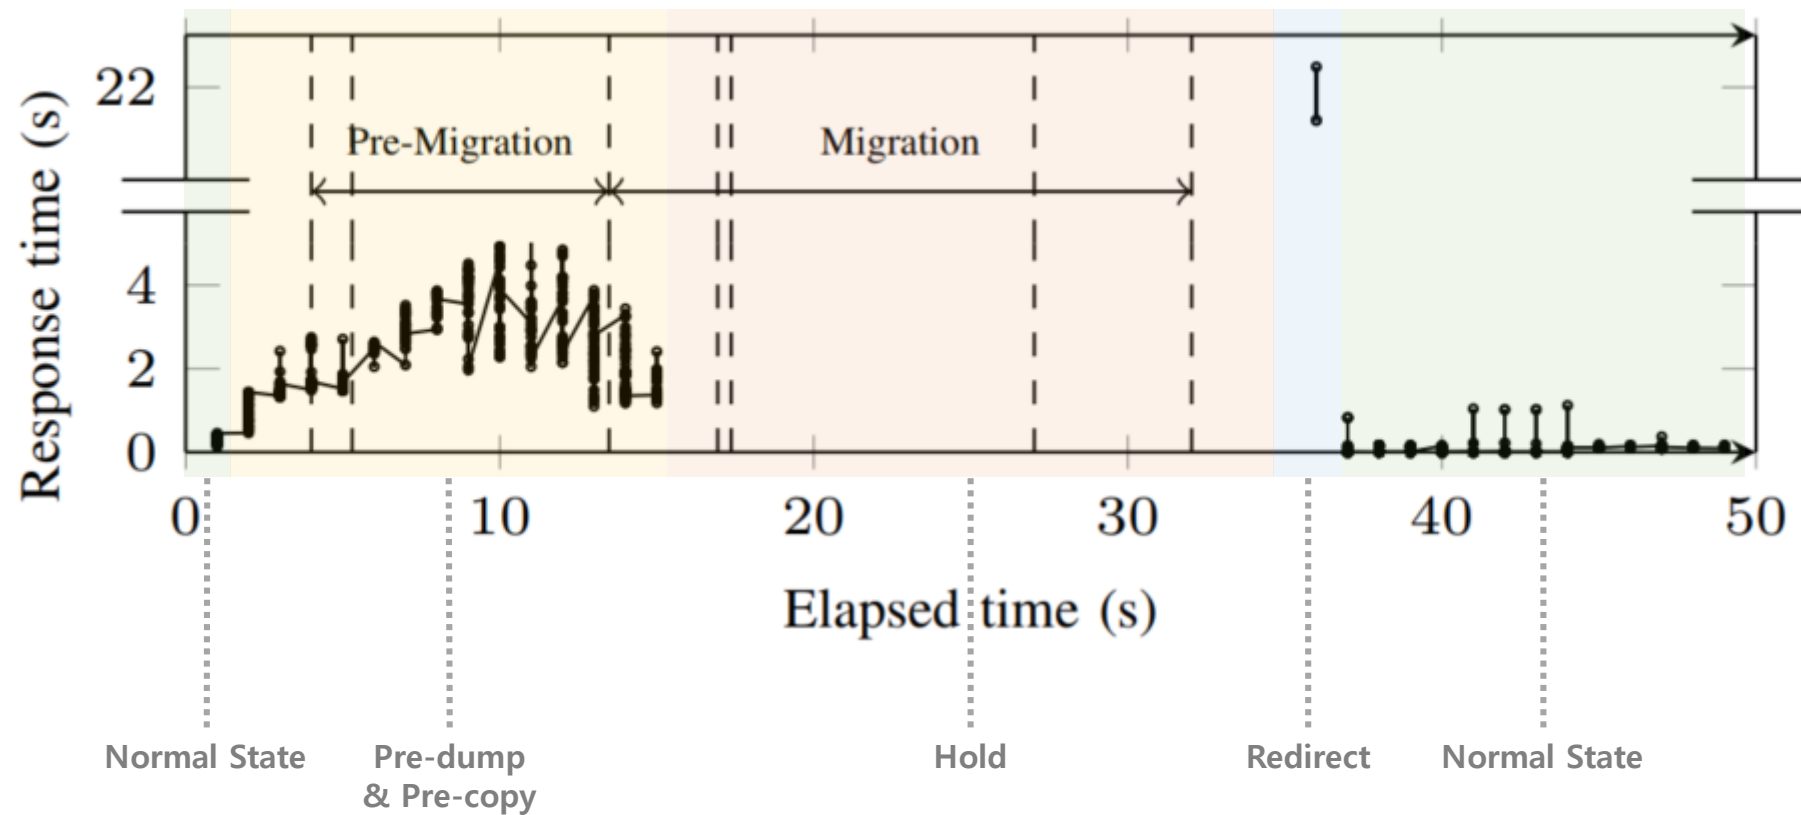 Response time (s)
22
4
2
0
Pre-Migration
Migration
0
10
20
30
40
50
Elapsed time (s)
Normal State
Pre-dump
& Pre-copy
Hold
Redirect
Normal State